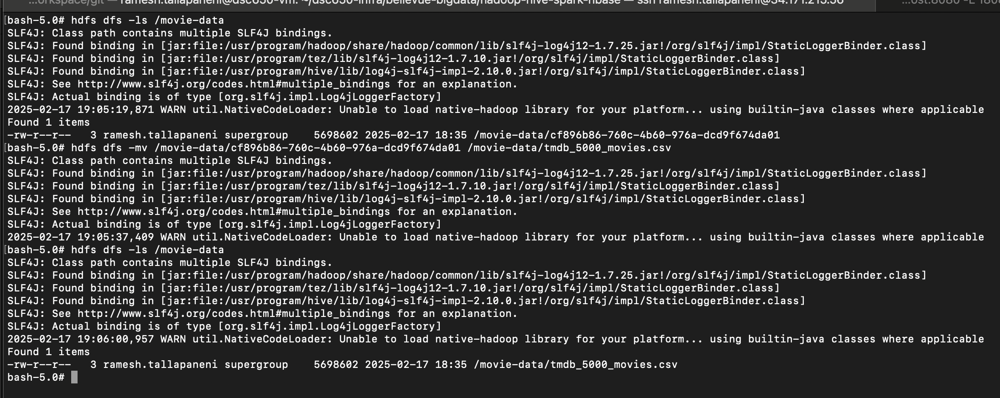 ...orkspace/git — ramesh.tallapaneni@dsc650-vm: ~/dsc650-infra/bellevue-bigdata/hadoop-hive-spark-hbase — ssh ramesh.tallapaneni@34.171.215.56 ...ost:8080 -L
[bash-5.0# hdfs dfs -ls /movie-data
SLF4J: Class path contains multiple SLF4J bindings.
SLF4J: Found binding in [jar:file:/usr/program/hadoop/share/hadoop/common/lib/slf4j-log4j12-1.7.25.jar!/org/slf4j/impl/StaticLoggerBinder.class]
SLF4J: Found binding in [jar:file:/usr/program/tez/lib/slf4j-log4j12-1.7.10.jar!/org/slf4j/impl/StaticLoggerBinder.class]
SLF4J: Found binding in [jar:file:/usr/program/hive/lib/log4j-slf4j-impl-2.10.0.jar!/org/slf4j/impl/StaticLoggerBinder.class]
SLF4J: See http://www.slf4j.org/codes.html#multiple_bindings for an explanation.
SLF4J: Actual binding is of type [org.slf4j.impl.Log4jLoggerFactory]
2025-02-17 19:05:19,871 WARN util.NativeCodeLoader: Unable to load native-hadoop library for your platform... using builtin-java classes where applicable
Found 1 items
-rw-r--r--   3 ramesh.tallapaneni supergroup    5698602 2025-02-17 18:35 /movie-data/cf896b86-760c-4b60-976a-dcd9f674da01
[bash-5.0# hdfs dfs -mv /movie-data/cf896b86-760c-4b60-976a-dcd9f674da01 /movie-data/tmdb_5000_movies.csv
SLF4J: Class path contains multiple SLF4J bindings.
SLF4J: Found binding in [jar:file:/usr/program/hadoop/share/hadoop/common/lib/slf4j-log4j12-1.7.25.jar!/org/slf4j/impl/StaticLoggerBinder.class]
SLF4J: Found binding in [jar:file:/usr/program/tez/lib/slf4j-log4j12-1.7.10.jar!/org/slf4j/impl/StaticLoggerBinder.class]
SLF4J: Found binding in [jar:file:/usr/program/hive/lib/log4j-slf4j-impl-2.10.0.jar!/org/slf4j/impl/StaticLoggerBinder.class]
SLF4J: See http://www.slf4j.org/codes.html#multiple_bindings for an explanation.
SLF4J: Actual binding is of type [org.slf4j.impl.Log4jLoggerFactory]
2025-02-17 19:05:37,409 WARN util.NativeCodeLoader: Unable to load native-hadoop library for your platform... using builtin-java classes where applicable
[bash-5.0# hdfs dfs -ls /movie-data
SLF4J: Class path contains multiple SLF4J bindings.
SLF4J: Found binding in [jar:file:/usr/program/hadoop/share/hadoop/common/lib/slf4j-log4j12-1.7.25.jar!/org/slf4j/impl/StaticLoggerBinder.class]
SLF4J: Found binding in [jar:file:/usr/program/tez/lib/slf4j-log4j12-1.7.10.jar!/org/slf4j/impl/StaticLoggerBinder.class]
SLF4J: Found binding in [jar:file:/usr/program/hive/lib/log4j-slf4j-impl-2.10.0.jar!/org/slf4j/impl/StaticLoggerBinder.class]
SLF4J: See http://www.slf4j.org/codes.html#multiple_bindings for an explanation.
SLF4J: Actual binding is of type [org.slf4j.impl.Log4jLoggerFactory]
2025-02-17 19:06:00,957 WARN util.NativeCodeLoader: Unable to load native-hadoop library for your platform... using builtin-java classes where applicable
Found 1 items
-rw-r--r--   3 ramesh.tallapaneni supergroup    5698602 2025-02-17 18:35 /movie-data/tmdb_5000_movies.csv
bash-5.0#